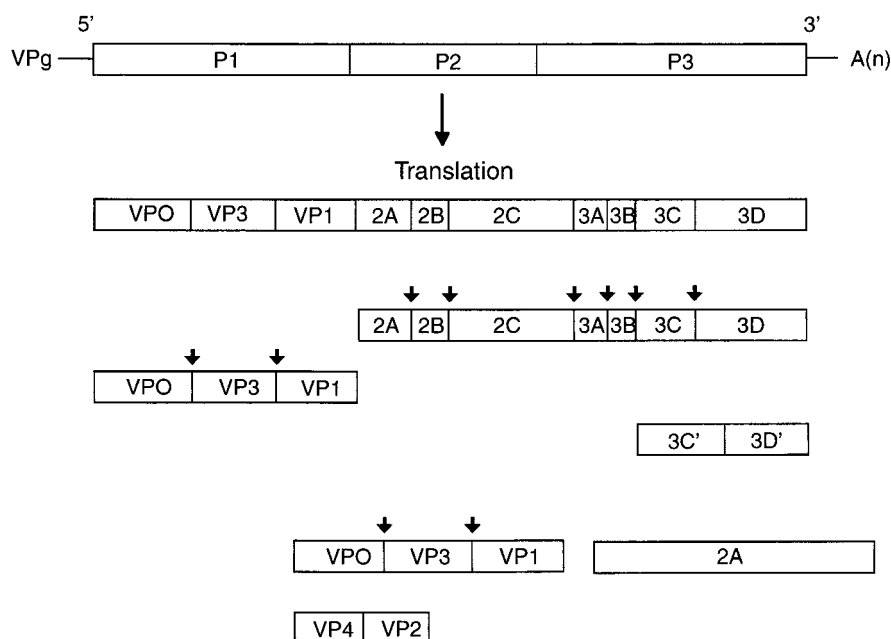 5' 3'
VPg P1 P2 P3 A(n)
Translation
VPO VP3 VP1 2A 2B 2C 3A 3B 3C 3D
2A 2B 2C 3A 3B 3C 3D
VPO VP3 VP1
3C' 3D'
VPO VP3 VP1 2A
VP4 VP2